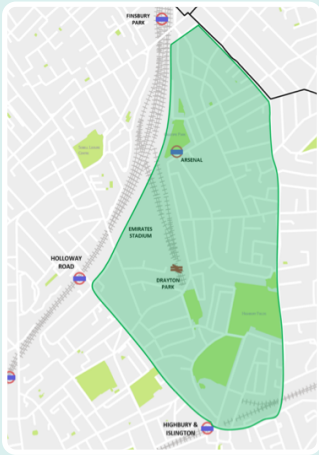 FINSBURY
PARK
ARSENAL
EMIRATES
STADIUM
HOLLOWAY
ROAD
DRAYTON
PARK
HIGHBURY &
ISLINGTON